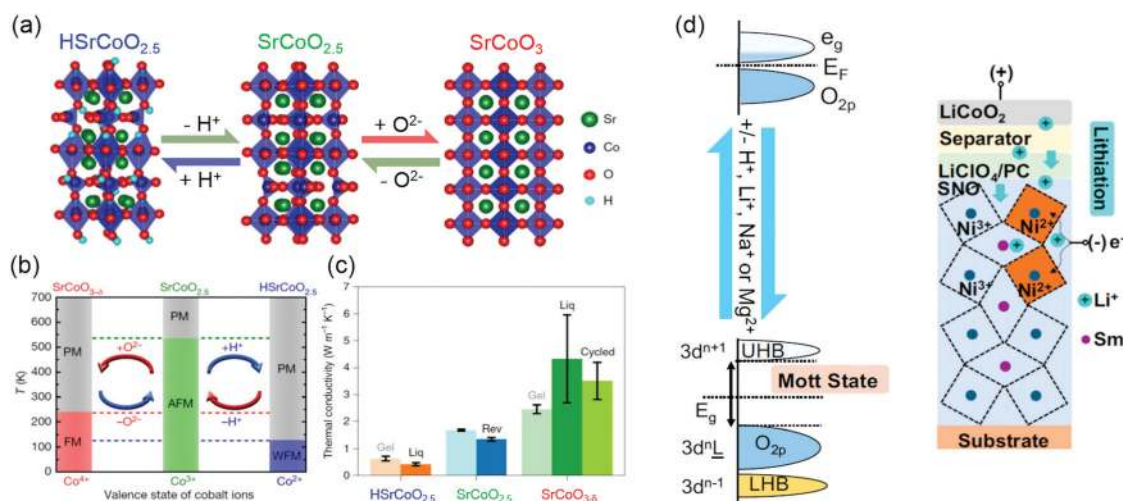 (a)
HSrCoO2.5
SrCoO2.5
SrCoO3
- H⁺
+ H⁺
+ O²⁻
- O²⁻
Sr
Co
O
H
(b)
SrCoO3-δ
SrCoO2.5
HSrCoO2.5
T (K)
700
600
500
400
300
200
100
0
PM
PM
PM
+O²⁻
+H⁺
AFM
−O²⁻
−H⁺
FM
WFM
Co⁴⁺
Co³⁺
Co²⁺
Valence state of cobalt ions
(c)
Thermal conductivity (W m⁻¹ K⁻¹)
7
6
5
4
3
2
1
0
Gel
Liq
Rev
Gel
Liq
Cycled
HSrCoO2.5
SrCoO2.5
SrCoO3-δ
(d)
eg
EF
O2p
+/- H⁺, Li⁺, Na⁺ or Mg²⁺
3dⁿ⁺¹
UHB
Mott State
Eg
3dⁿL
O2p
3dⁿ⁻¹
LHB
(+)
LiCoO2
Separator
LiClO4/PC
SNO
Lithiation
Ni³⁺
Ni²⁺
(-) e⁻
Ni³⁺
Ni²⁺
Li⁺
Sm
Substrate